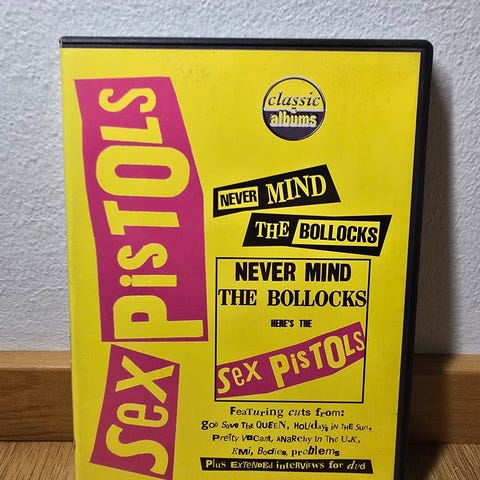 Sex PisTOLS
classic
albums
NEVER MIND
THE BOLLOCKS
NEVER MIND
THE BOLLOCKS
HERE'S THE
Sex PisTOLS
FeaTuring cuts from:
goD Save The QUEEN, HOLiDays in the Sun,
PreTTy VaCanT, ANaRCHy In The U.K.,
EMi, BoDies, proBlems
Plus EXTENDED inTerviews for dvd